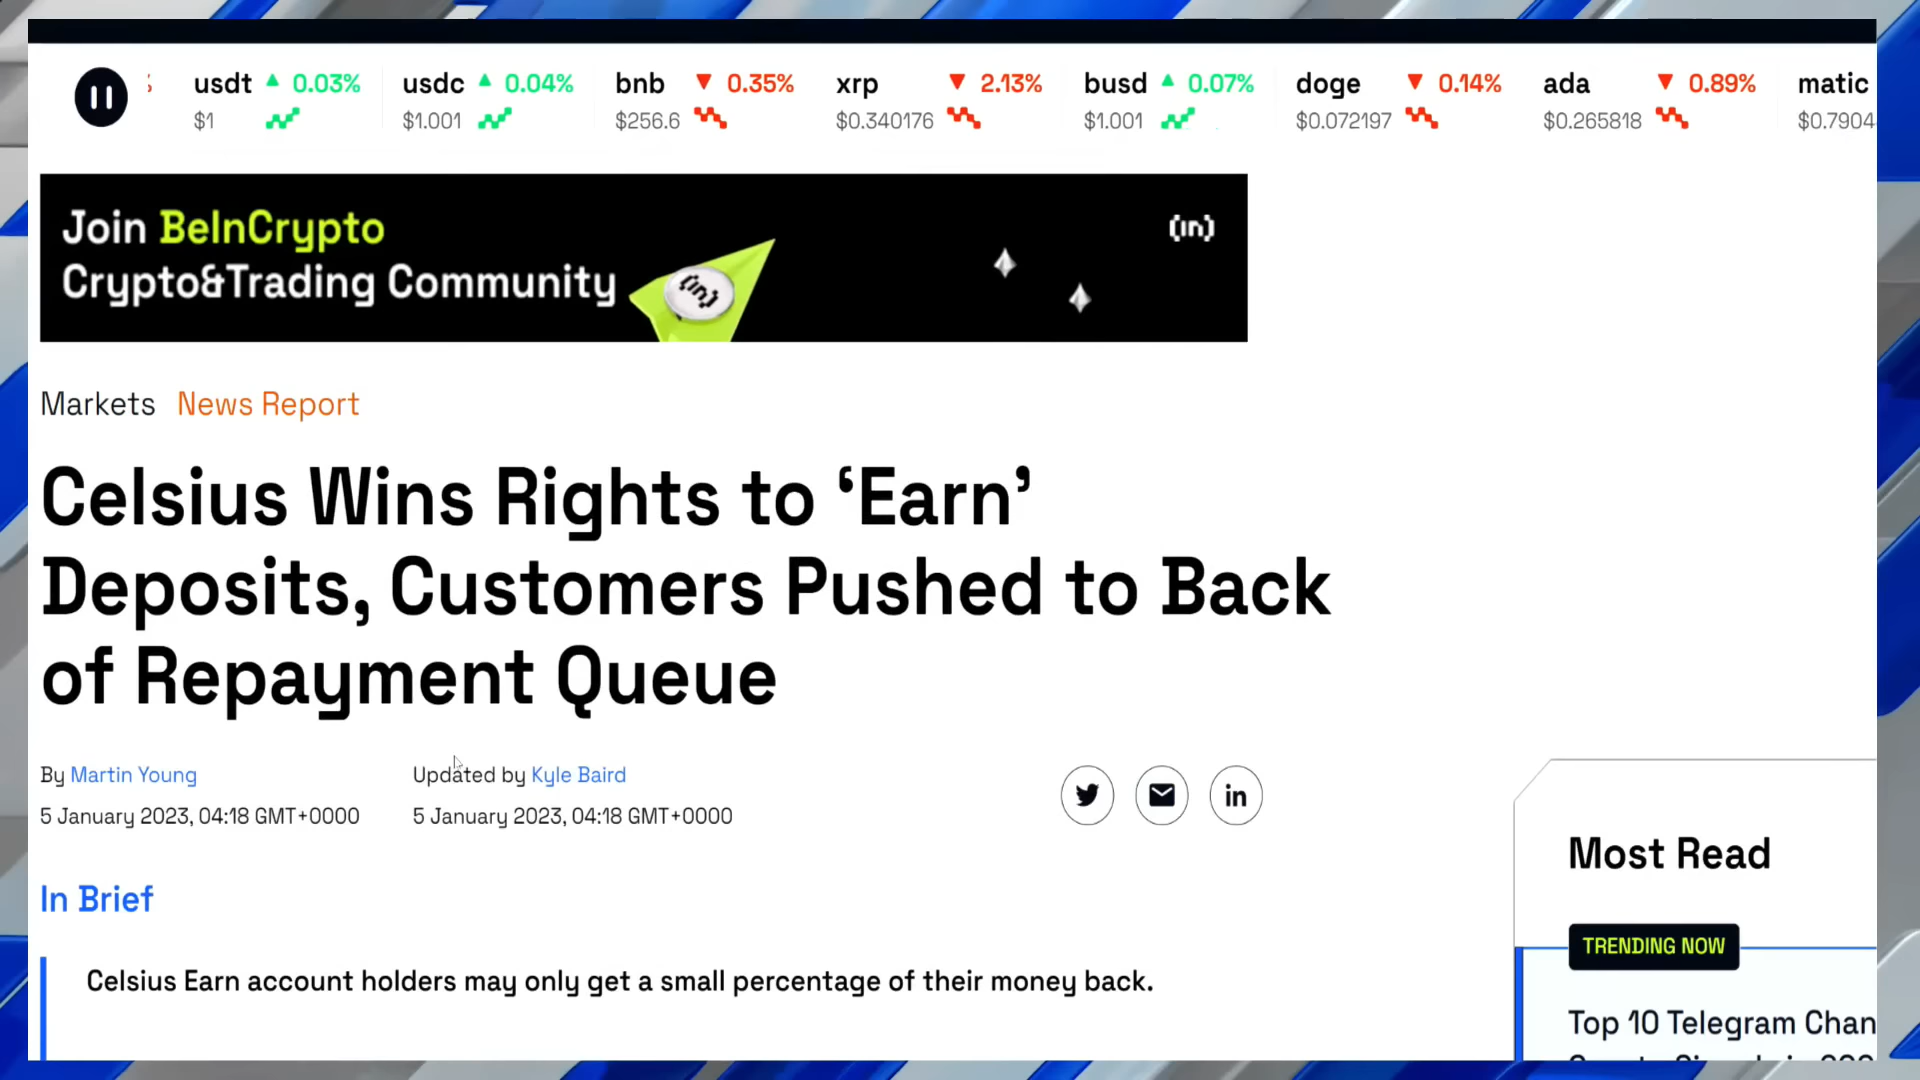 usdt 0.03% usdc 0.04% bnb 0.35% xrp 2.13% busd 0.07% doge 0.14% ada 0.89% matic
$1 $1.001 $256.6 $0.340176 $1.001 $0.072197 $0.265818 $0.7904
Join BeInCrypto
Crypto&Trading Community
(in)
(in)
Markets News Report
Celsius Wins Rights to ‘Earn’
Deposits, Customers Pushed to Back
of Repayment Queue
By Martin Young
5 January 2023, 04:18 GMT+0000
Updated by Kyle Baird
5 January 2023, 04:18 GMT+0000
in
In Brief
Celsius Earn account holders may only get a small percentage of their money back.
Most Read
TRENDING NOW
Top 10 Telegram Chan